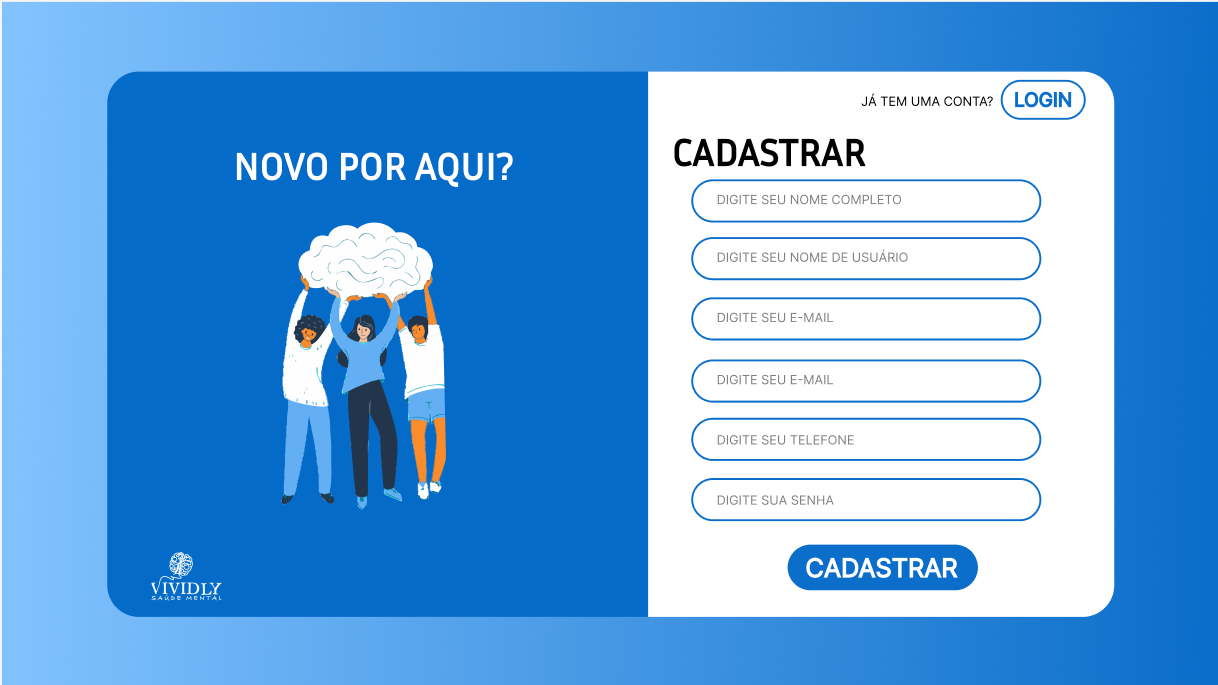 NOVO POR AQUI?
VIVIDLY
SAÚDE MENTAL
JÁ TEM UMA CONTA?
LOGIN
CADASTRAR
DIGITE SEU NOME COMPLETO
DIGITE SEU NOME DE USUÁRIO
DIGITE SEU E-MAIL
DIGITE SEU E-MAIL
DIGITE SEU TELEFONE
DIGITE SUA SENHA
CADASTRAR